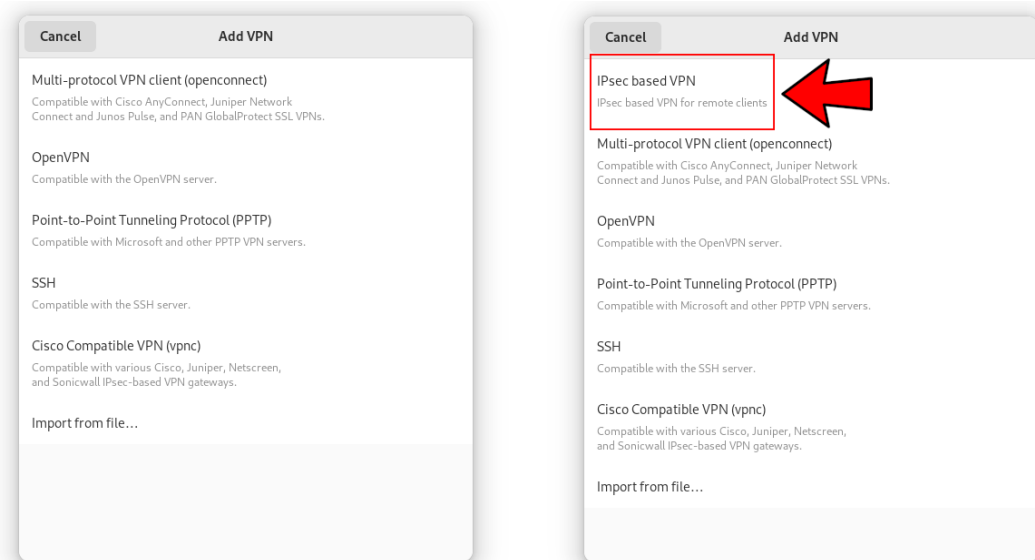 Cancel
Add VPN
Multi-protocol VPN client (openconnect)
Compatible with Cisco AnyConnect, Juniper Network
Connect and Junos Pulse, and PAN GlobalProtect SSL VPNs.
OpenVPN
Compatible with the OpenVPN server.
Point-to-Point Tunneling Protocol (PPTP)
Compatible with Microsoft and other PPTP VPN servers.
SSH
Compatible with the SSH server.
Cisco Compatible VPN (vpnc)
Compatible with various Cisco, Juniper, Netscreen,
and Sonicwall IPsec-based VPN gateways.
Import from file…
Cancel
Add VPN
IPsec based VPN
IPsec based VPN for remote clients
Multi-protocol VPN client (openconnect)
Compatible with Cisco AnyConnect, Juniper Network
Connect and Junos Pulse, and PAN GlobalProtect SSL VPNs.
OpenVPN
Compatible with the OpenVPN server.
Point-to-Point Tunneling Protocol (PPTP)
Compatible with Microsoft and other PPTP VPN servers.
SSH
Compatible with the SSH server.
Cisco Compatible VPN (vpnc)
Compatible with various Cisco, Juniper, Netscreen,
and Sonicwall IPsec-based VPN gateways.
Import from file…